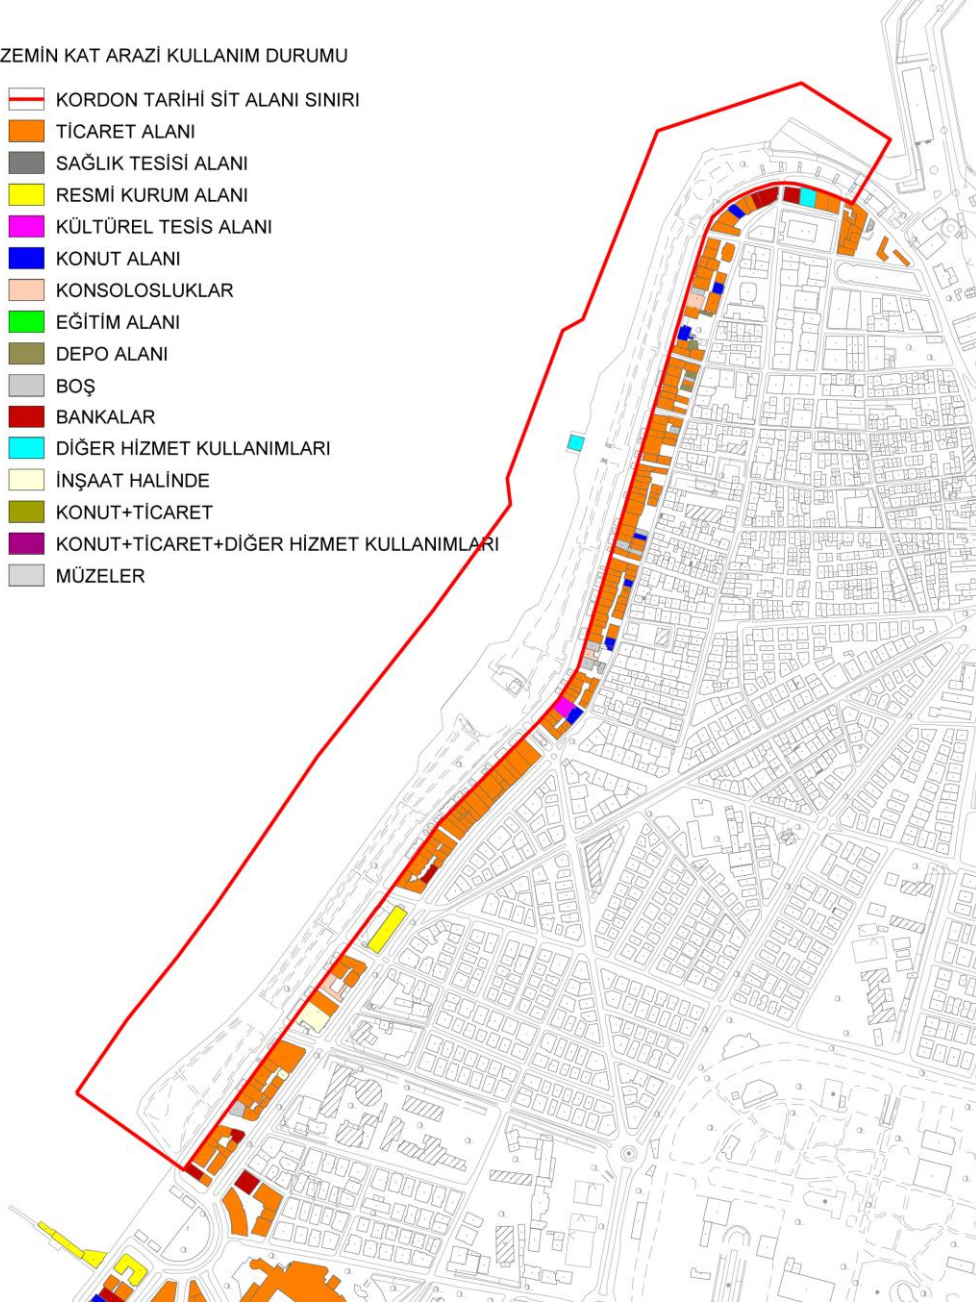 ZEMİN KAT ARAZİ KULLANIM DURUMU
KORDON TARİHİ SİT ALANI SINIRI
TİCARET ALANI
SAĞLIK TESİSİ ALANI
RESMİ KURUM ALANI
KÜLTÜREL TESİS ALANI
KONUT ALANI
KONSOLOSLUKLAR
EĞİTİM ALANI
DEPO ALANI
BOŞ
BANKALAR
DİĞER HİZMET KULLANIMLARI
İNŞAAT HALİNDE
KONUT+TİCARET
KONUT+TİCARET+DİĞER HİZMET KULLANIMLARI
MÜZELER